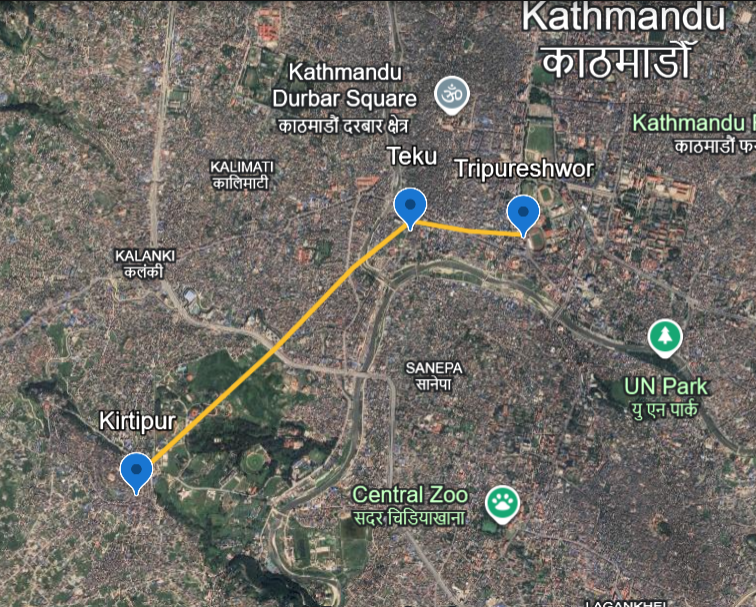 Kathmandu
काठमाडौँ
Kathmandu
Durbar Square
काठमाडौं दरबार क्षेत्र
Kathmandu
काठमाडौं
Teku
Tripureshwor
KALIMATI
कालिमाटी
KALANKI
कलंकी
SANEPA
सानेपा
UN Park
यु एन पार्क
Kirtipur
Central Zoo
सदर चिडियाखाना